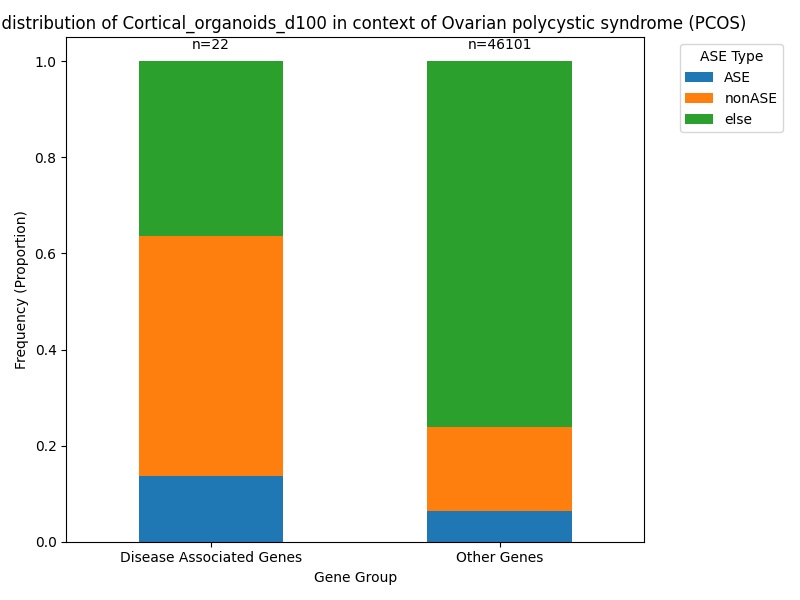 distribution of Cortical_organoids_d100 in context of Ovarian polycystic syndrome (PCOS)
n=22
n=46101
ASE Type
ASE
nonASE
else
Frequency (Proportion)
1.0
0.8
0.6
0.4
0.2
0.0
Disease Associated Genes
Other Genes
Gene Group